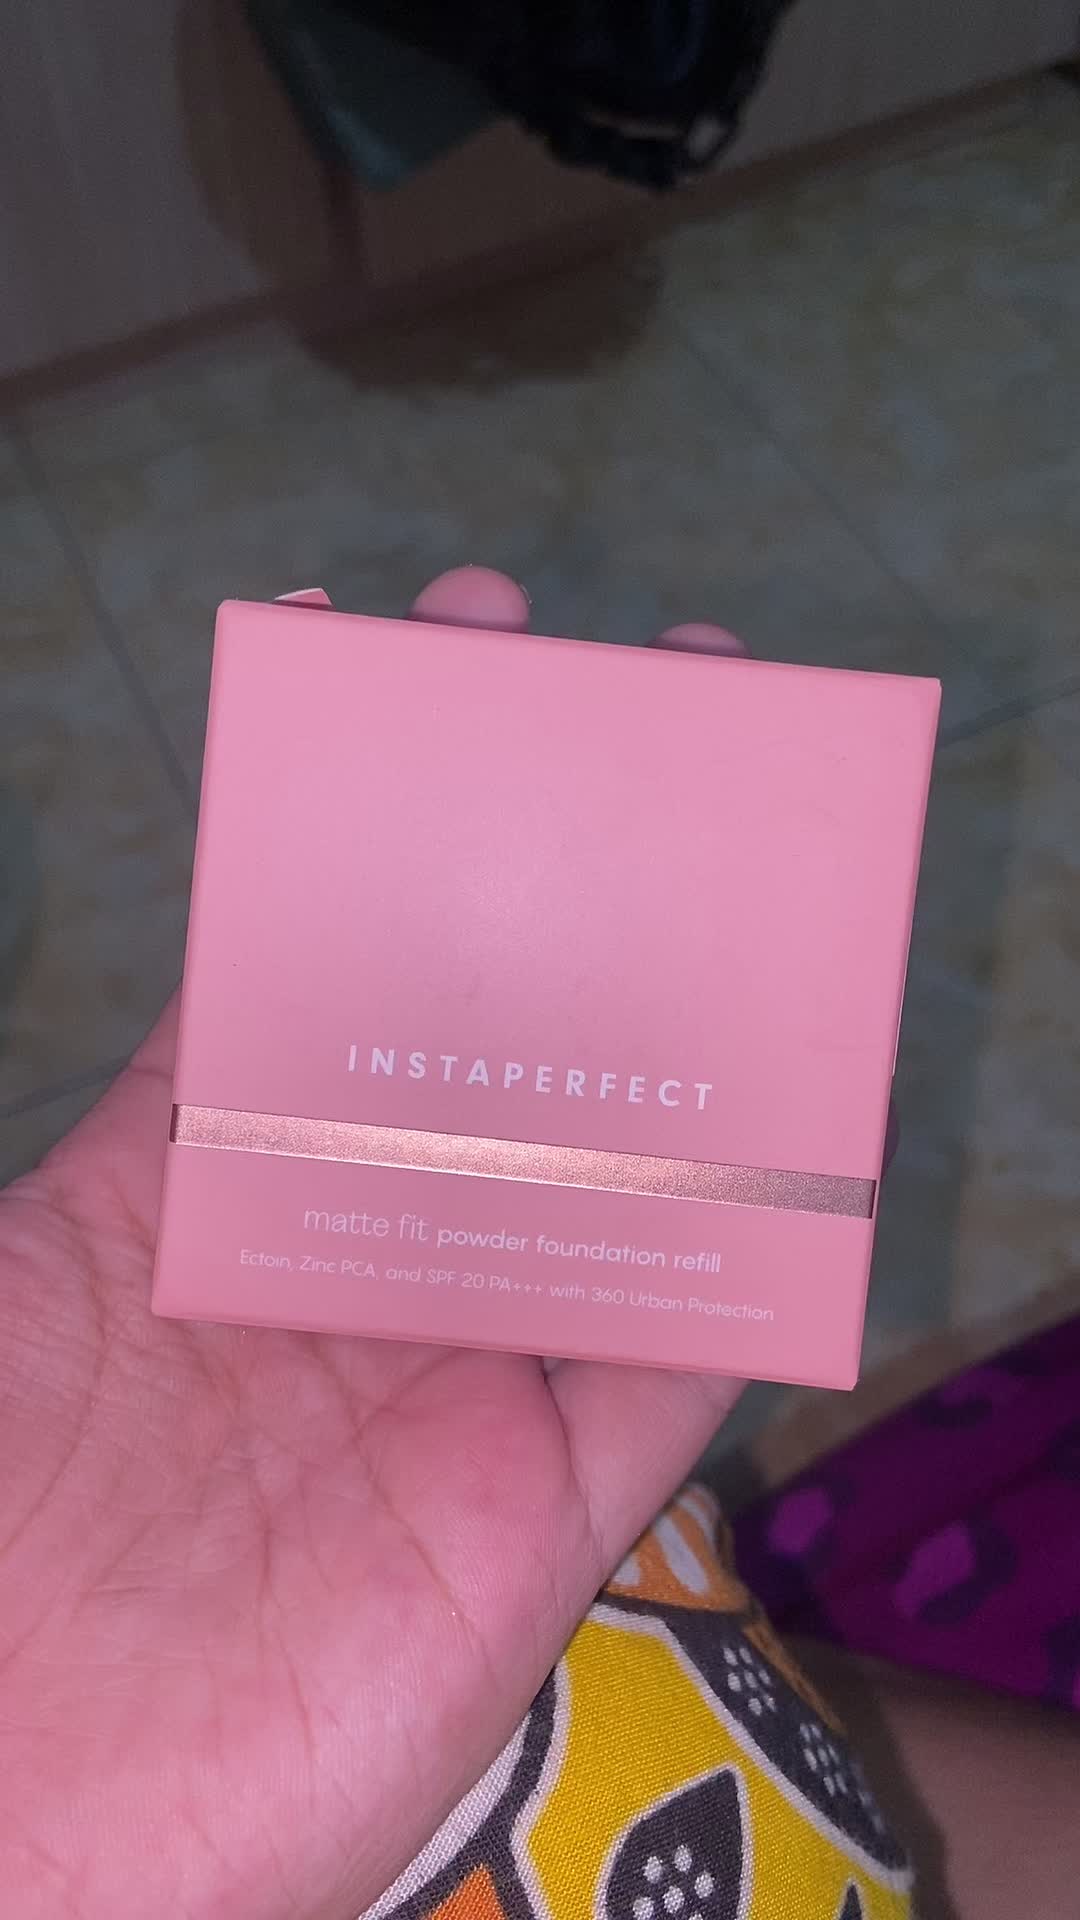 INSTAPERFECT
matte fit powder foundation refill
Ectoin, Zinc PCA, and SPF 20 PA+++ with 360 Urban Protection